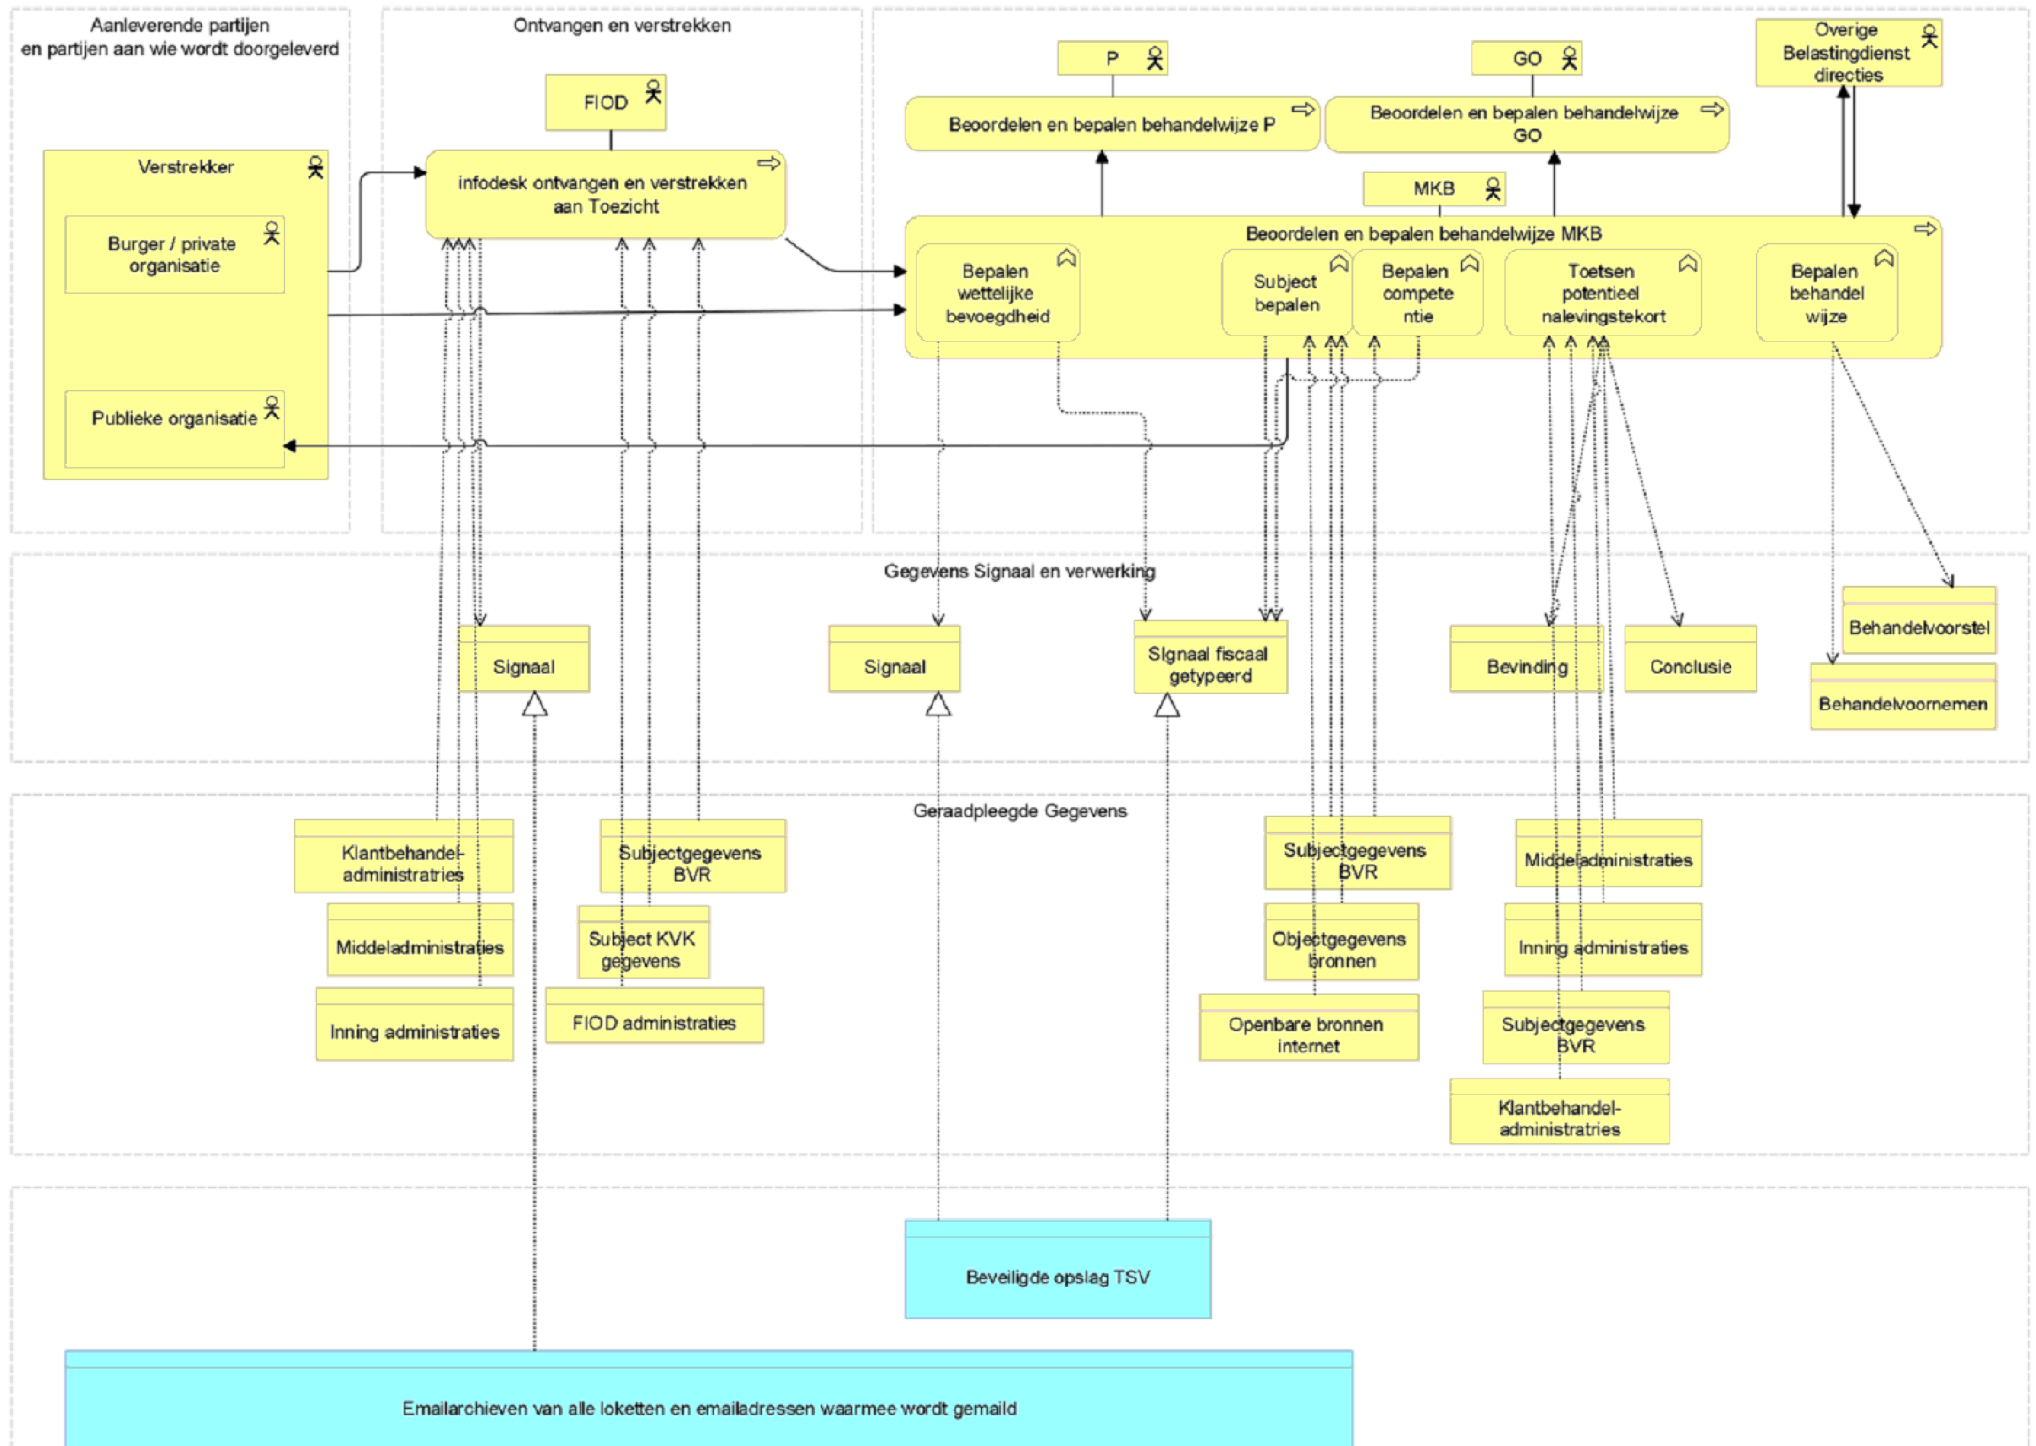 Aanleverende partijen
en partijen aan wie wordt doorgeleverd
Ontvangen en verstrekken
FIOD
P
GO
Overige
Belastingdienst
directies
Beoordelen en bepalen behandelwijze P
Beoordelen en bepalen behandelwijze
GO
Verstrekker
infodesk ontvangen en verstrekken
aan Toezicht
MKB
Burger / private
organisatie
Beoordelen en bepalen behandelwijze MKB
Bepalen
wettelijke
bevoegdheid
Subject
bepalen
Bepalen
compete
ntie
Toetsen
potentieel
nalevingstekort
Bepalen
behandel
wijze
Publieke organisatie
Gegevens Signaal en verwerking
Signaal
Signaal
SIgnaal fiscaal
getypeerd
Bevinding
Conclusie
Behandelvoorstel
Behandelvoornemen
Geraadpleegde Gegevens
Klantbehandel-
administratries
Middeladministraties
Inning administraties
Subjectgegevens
BVR
Subject KVK
gegevens
FIOD administraties
Subjectgegevens
BVR
Objectgegevens
bronnen
Openbare bronnen
internet
Middeladministraties
Inning administraties
Subjectgegevens
BVR
Klantbehandel-
administratries
Beveiligde opslag TSV
Emailarchieven van alle loketten en emailadressen waarmee wordt gemaild